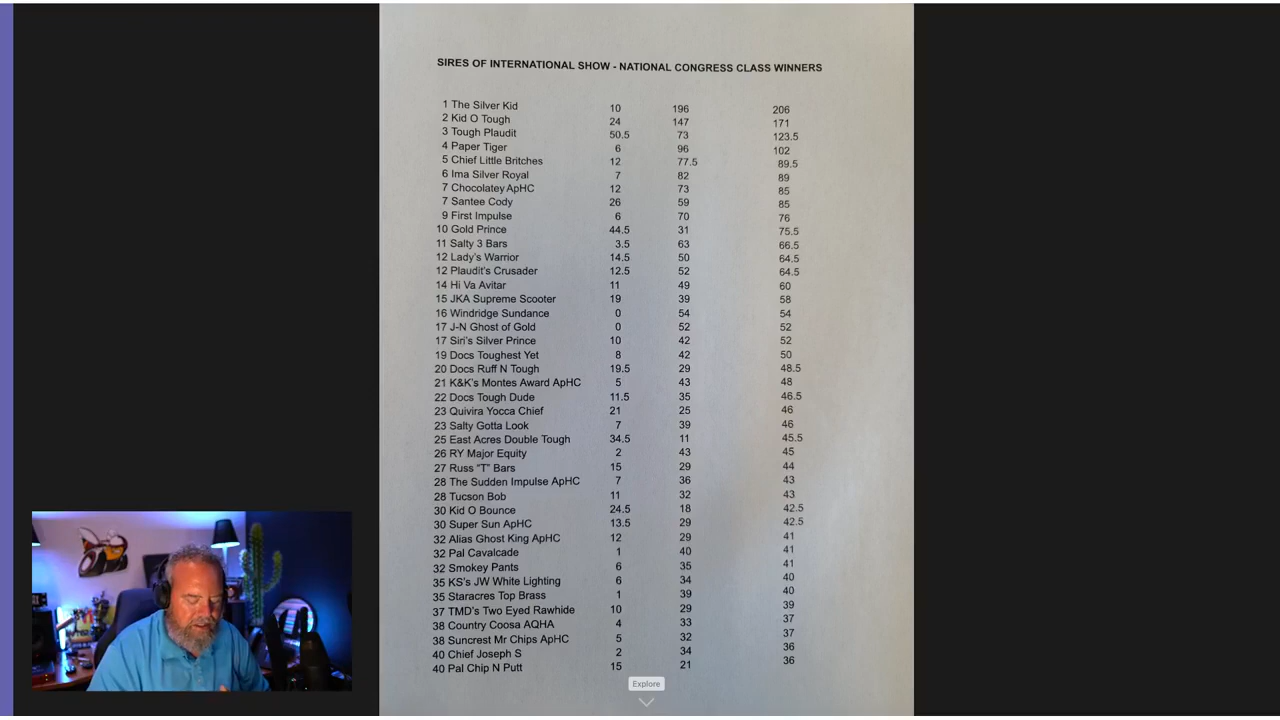 SIRES OF INTERNATIONAL SHOW - NATIONAL CONGRESS CLASS WINNERS
1 The Silver Kid 10 196 206
2 Kid O Tough 24 147 171
3 Tough Plaudit 50.5 73 123.5
4 Paper Tiger 6 96 102
5 Chief Little Britches 12 77.5 89.5
6 Ima Silver Royal 7 82 89
7 Chocolatey ApHC 12 73 85
7 Santee Cody 26 59 85
9 First Impulse 6 70 76
10 Gold Prince 44.5 31 75.5
11 Salty 3 Bars 3.5 63 66.5
12 Lady's Warrior 14.5 50 64.5
12 Plaudit's Crusader 12.5 52 64.5
14 Hi Va Avitar 11 49 60
15 JKA Supreme Scooter 19 39 58
16 Windridge Sundance 0 54 54
17 J-N Ghost of Gold 0 52 52
17 Siri's Silver Prince 10 42 52
19 Docs Toughest Yet 8 42 50
20 Docs Ruff N Tough 19.5 29 48.5
21 K&K's Montes Award ApHC 5 43 48
22 Docs Tough Dude 11.5 35 46.5
23 Quivira Yocca Chief 21 25 46
23 Salty Gotta Look 7 39 46
25 East Acres Double Tough 34.5 11 45.5
26 RY Major Equity 2 43 45
27 Russ "T" Bars 15 29 44
28 The Sudden Impulse ApHC 7 36 43
28 Tucson Bob 11 32 43
30 Kid O Bounce 24.5 18 42.5
30 Super Sun ApHC 13.5 29 42.5
32 Alias Ghost King ApHC 12 29 41
32 Pal Cavalcade 1 40 41
32 Smokey Pants 6 35 41
35 KS's JW White Lighting 6 34 40
35 Staracres Top Brass 1 39 40
37 TMD's Two Eyed Rawhide 10 29 39
38 Country Coosa AQHA 4 33 37
38 Suncrest Mr Chips ApHC 5 32 37
40 Chief Joseph S 2 34 36
40 Pal Chip N Putt 15 21 36
Explore